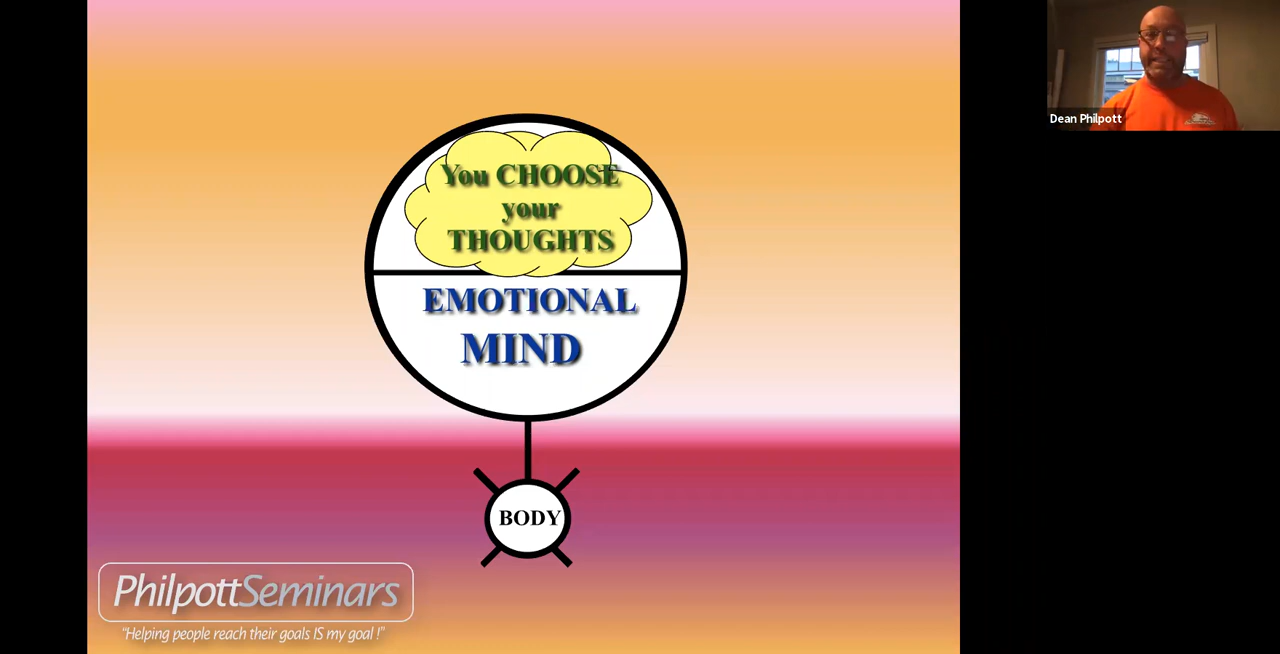 You CHOOSE
your
THOUGHTS
EMOTIONAL
MIND
BODY
PhilpottSeminars
"Helping people reach their goals IS my goal !"
Dean Philpott